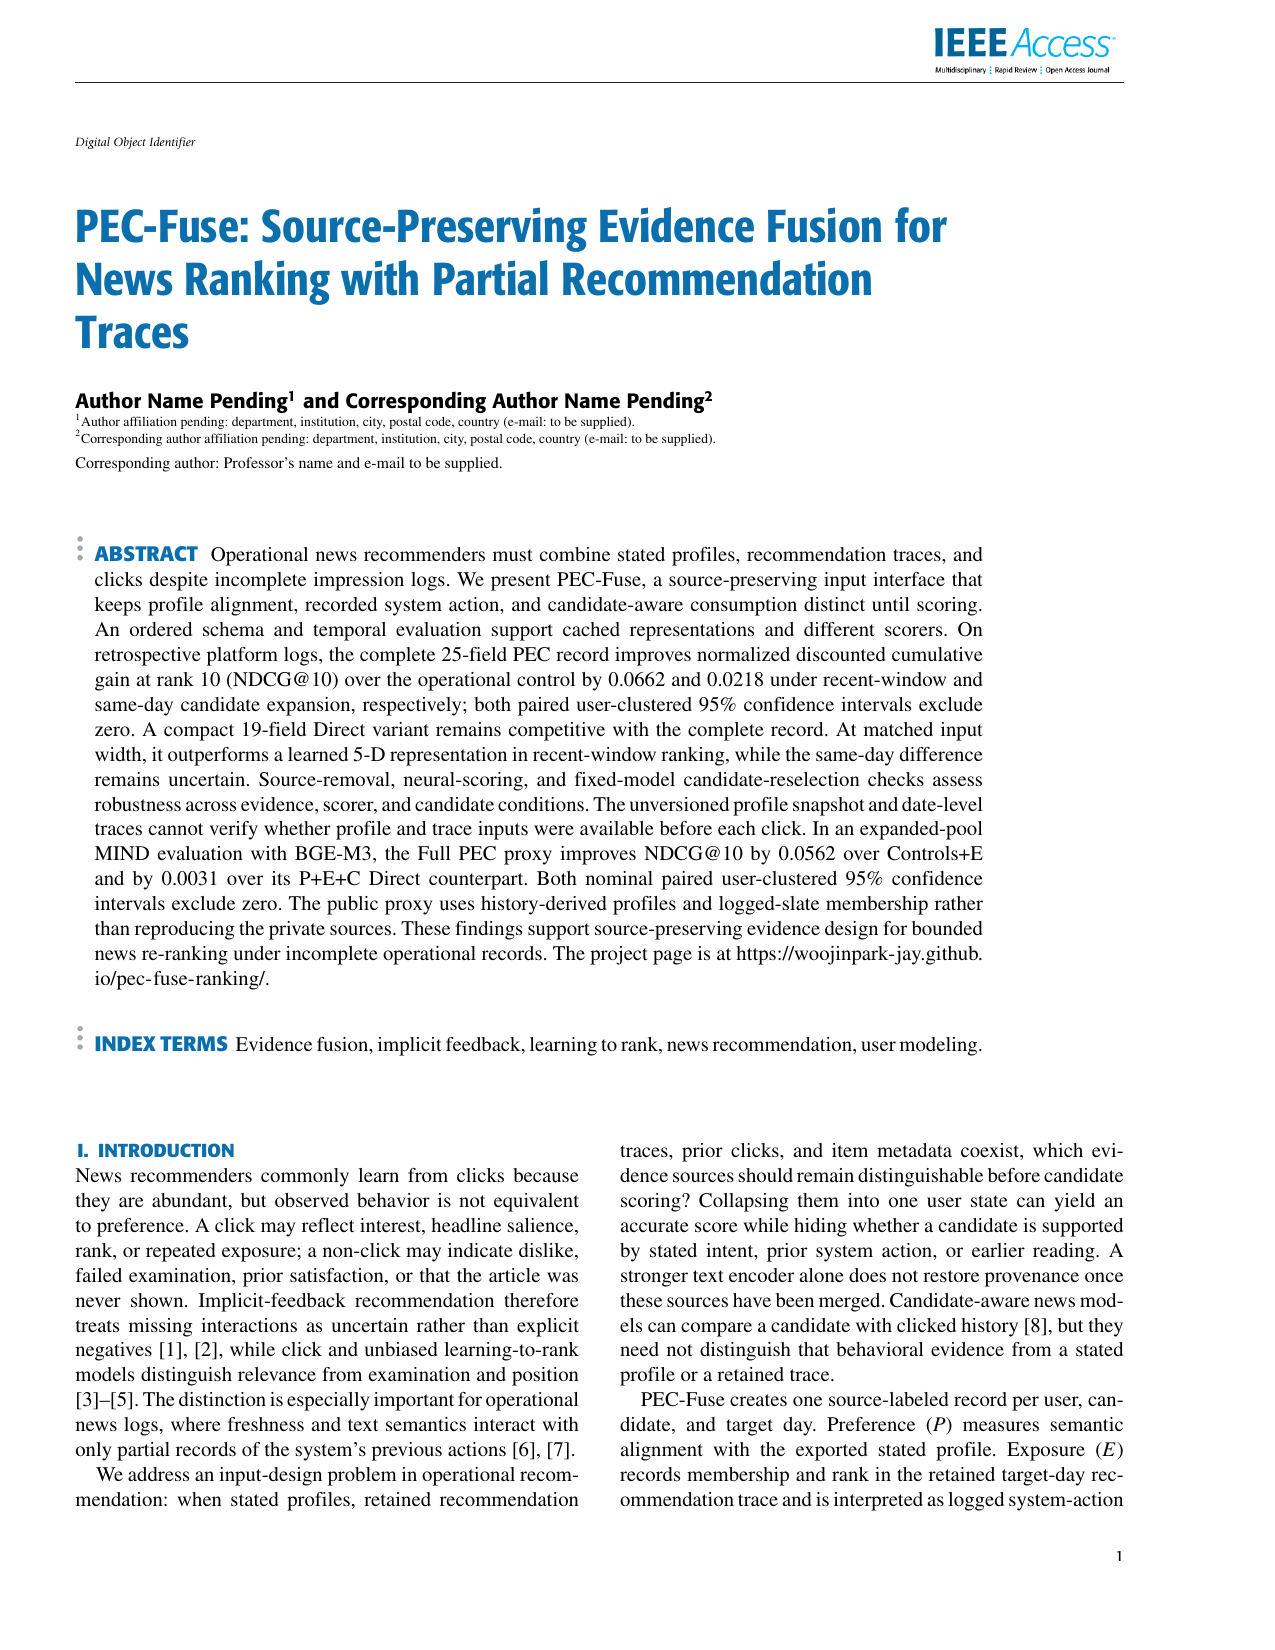 IEEE Access
Multidisciplinary Rapid Review Open Access Journal
Digital Object Identifier
PEC-Fuse: Source-Preserving Evidence Fusion for
News Ranking with Partial Recommendation
Traces
Author Name Pending1 and Corresponding Author Name Pending2
1Author affiliation pending: department, institution, city, postal code, country (e-mail: to be supplied).
2Corresponding author affiliation pending: department, institution, city, postal code, country (e-mail: to be supplied).
Corresponding author: Professor's name and e-mail to be supplied.
ABSTRACT Operational news recommenders must combine stated profiles, recommendation traces, and
clicks despite incomplete impression logs. We present PEC-Fuse, a source-preserving input interface that
keeps profile alignment, recorded system action, and candidate-aware consumption distinct until scoring.
An ordered schema and temporal evaluation support cached representations and different scorers. On
retrospective platform logs, the complete 25-field PEC record improves normalized discounted cumulative
gain at rank 10 (NDCG@10) over the operational control by 0.0662 and 0.0218 under recent-window and
same-day candidate expansion, respectively; both paired user-clustered 95% confidence intervals exclude
zero. A compact 19-field Direct variant remains competitive with the complete record. At matched input
width, it outperforms a learned 5-D representation in recent-window ranking, while the same-day difference
remains uncertain. Source-removal, neural-scoring, and fixed-model candidate-reselection checks assess
robustness across evidence, scorer, and candidate conditions. The unversioned profile snapshot and date-level
traces cannot verify whether profile and trace inputs were available before each click. In an expanded-pool
MIND evaluation with BGE-M3, the Full PEC proxy improves NDCG@10 by 0.0562 over Controls+E
and by 0.0031 over its P+E+C Direct counterpart. Both nominal paired user-clustered 95% confidence
intervals exclude zero. The public proxy uses history-derived profiles and logged-slate membership rather
than reproducing the private sources. These findings support source-preserving evidence design for bounded
news re-ranking under incomplete operational records. The project page is at https://woojinpark-jay.github.
io/pec-fuse-ranking/.
INDEX TERMS Evidence fusion, implicit feedback, learning to rank, news recommendation, user modeling.
I. INTRODUCTION
News recommenders commonly learn from clicks because
they are abundant, but observed behavior is not equivalent
to preference. A click may reflect interest, headline salience,
rank, or repeated exposure; a non-click may indicate dislike,
failed examination, prior satisfaction, or that the article was
never shown. Implicit-feedback recommendation therefore
treats missing interactions as uncertain rather than explicit
negatives [1], [2], while click and unbiased learning-to-rank
models distinguish relevance from examination and position
[3]–[5]. The distinction is especially important for operational
news logs, where freshness and text semantics interact with
only partial records of the system's previous actions [6], [7].
We address an input-design problem in operational recom-
mendation: when stated profiles, retained recommendation
traces, prior clicks, and item metadata coexist, which evi-
dence sources should remain distinguishable before candidate
scoring? Collapsing them into one user state can yield an
accurate score while hiding whether a candidate is supported
by stated intent, prior system action, or earlier reading. A
stronger text encoder alone does not restore provenance once
these sources have been merged. Candidate-aware news mod-
els can compare a candidate with clicked history [8], but they
need not distinguish that behavioral evidence from a stated
profile or a retained trace.
PEC-Fuse creates one source-labeled record per user, can-
didate, and target day. Preference (P) measures semantic
alignment with the exported stated profile. Exposure (E)
records membership and rank in the retained target-day rec-
ommendation trace and is interpreted as logged system-action
1